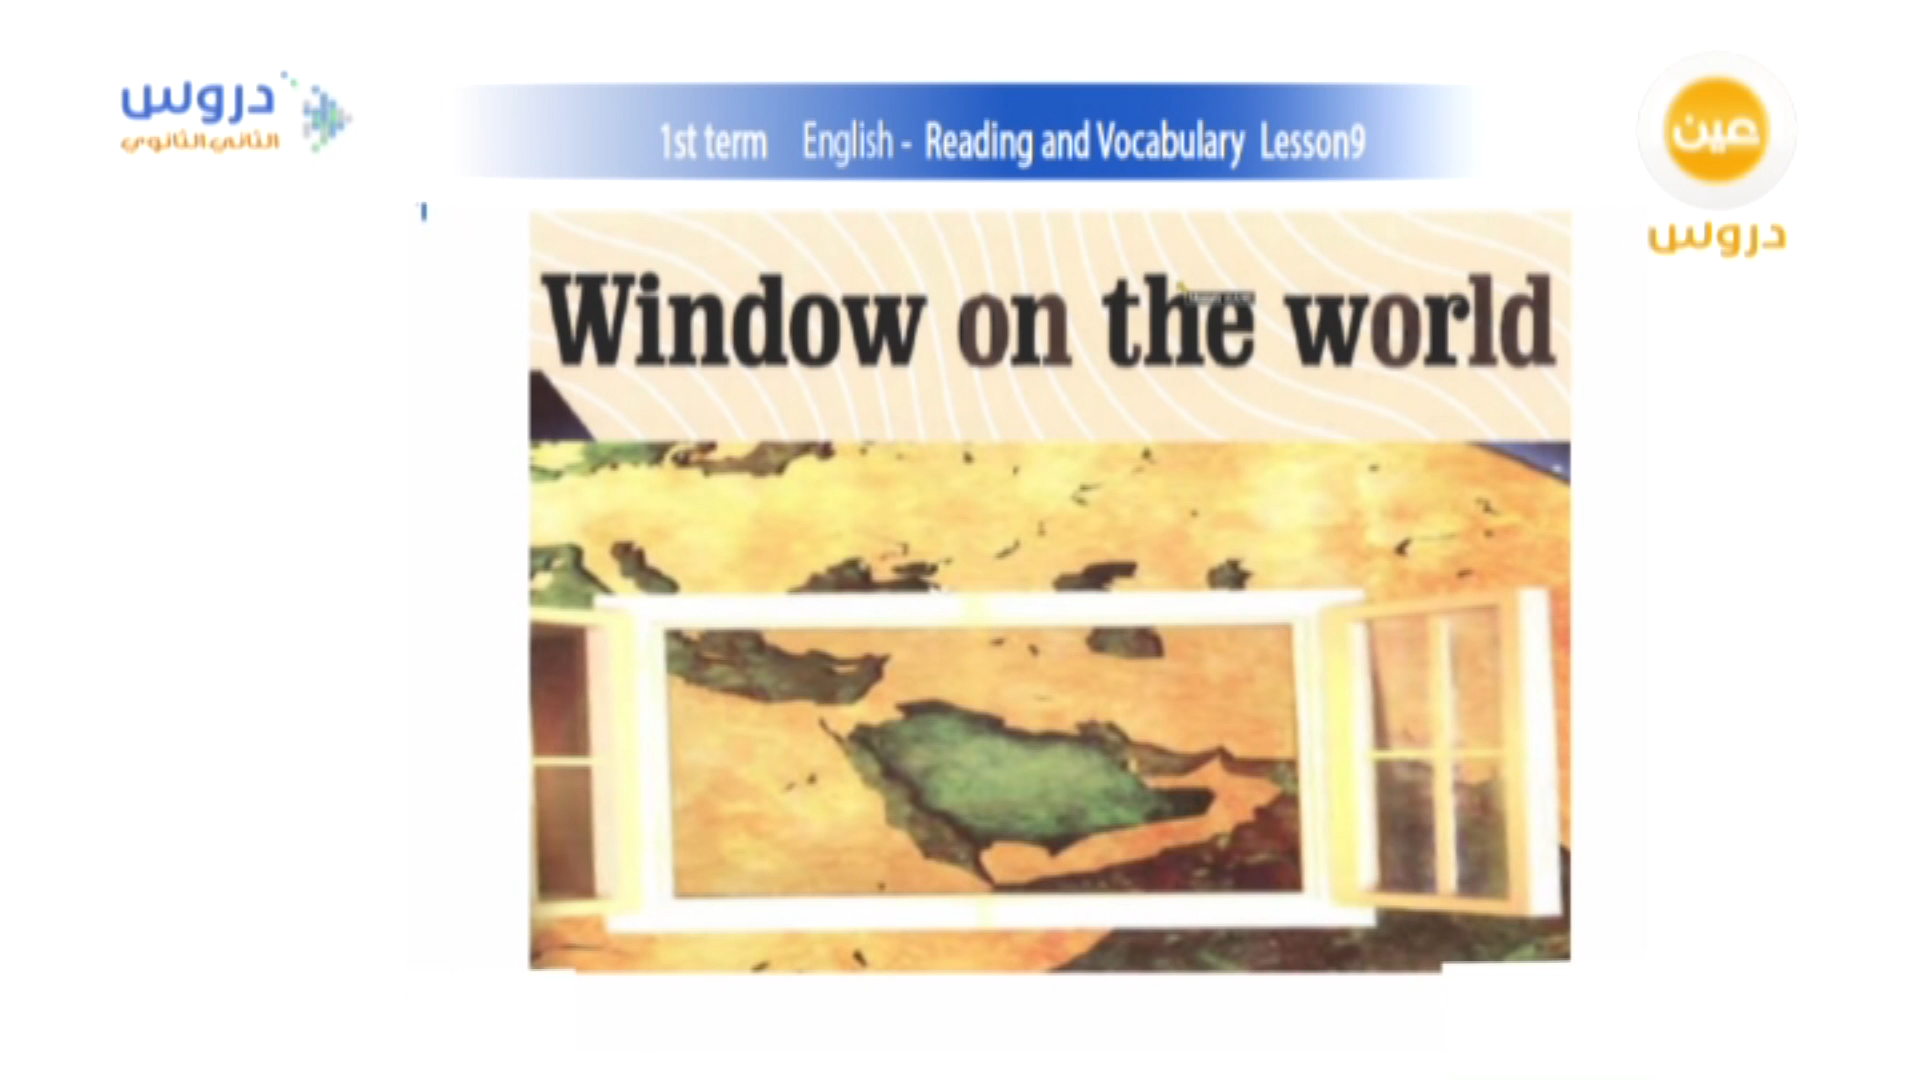 دروس
الثاني الثانوي
1st term English - Reading and Vocabulary Lesson9
عين
دروس
Window on the world